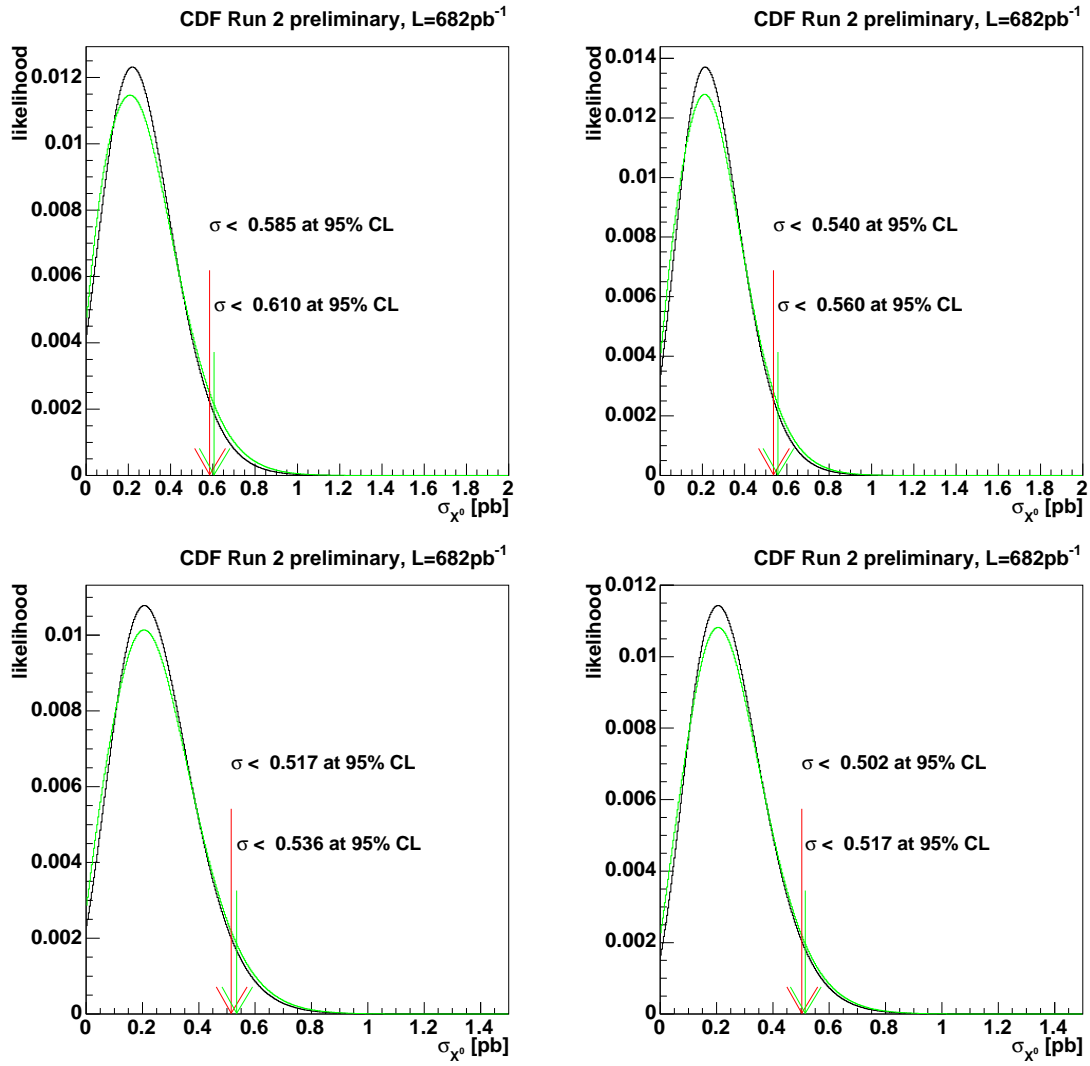 CDF Run 2 preliminary, L=682pb⁻¹
likelihood
0.012
0.01
0.008
0.006
0.004
0.002
0
σ < 0.585 at 95% CL
σ < 0.610 at 95% CL
0 0.2 0.4 0.6 0.8 1 1.2 1.4 1.6 1.8 2
σ_X⁰ [pb]
CDF Run 2 preliminary, L=682pb⁻¹
likelihood
0.014
0.012
0.01
0.008
0.006
0.004
0.002
0
σ < 0.540 at 95% CL
σ < 0.560 at 95% CL
0 0.2 0.4 0.6 0.8 1 1.2 1.4 1.6 1.8 2
σ_X⁰ [pb]
CDF Run 2 preliminary, L=682pb⁻¹
likelihood
0.01
0.008
0.006
0.004
0.002
0
σ < 0.517 at 95% CL
σ < 0.536 at 95% CL
0 0.2 0.4 0.6 0.8 1 1.2 1.4
σ_X⁰ [pb]
CDF Run 2 preliminary, L=682pb⁻¹
likelihood
0.012
0.01
0.008
0.006
0.004
0.002
0
σ < 0.502 at 95% CL
σ < 0.517 at 95% CL
0 0.2 0.4 0.6 0.8 1 1.2 1.4
σ_X⁰ [pb]